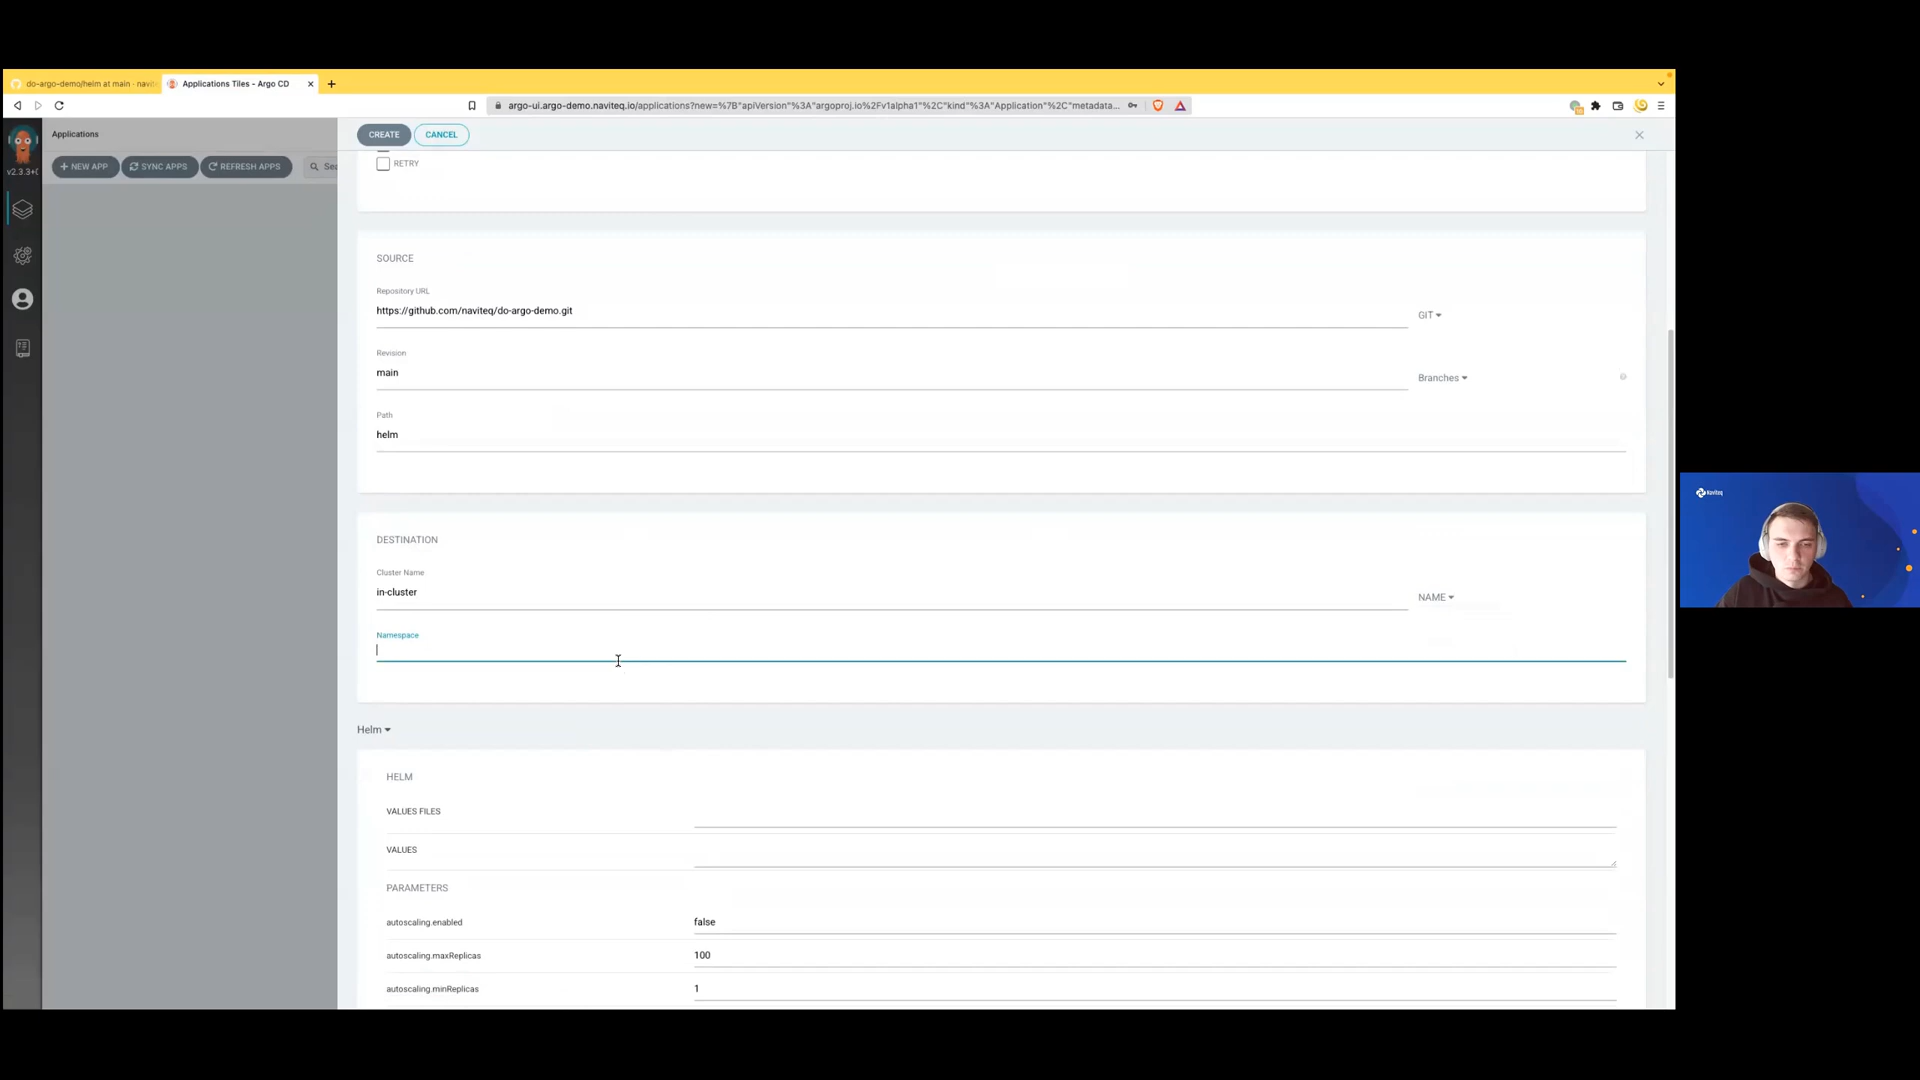 do-argo-demo/helm at main · navite
Applications Tiles - Argo CD
argo-ui.argo-demo.naviteq.io/applications?new=%7B"apiVersion"%3A"argoproj.io%2Fv1alpha1"%2C"kind"%3A"Application"%2C"metadata...
Applications
CREATE
CANCEL
v2.3.3+
NEW APP
SYNC APPS
REFRESH APPS
Sea
RETRY
SOURCE
Repository URL
https://github.com/naviteq/do-argo-demo.git
GIT
Revision
main
Branches
Path
helm
DESTINATION
Cluster Name
in-cluster
NAME
Namespace
Helm
HELM
VALUES FILES
VALUES
PARAMETERS
autoscaling.enabled
false
autoscaling.maxReplicas
100
autoscaling.minReplicas
1
Naviteq